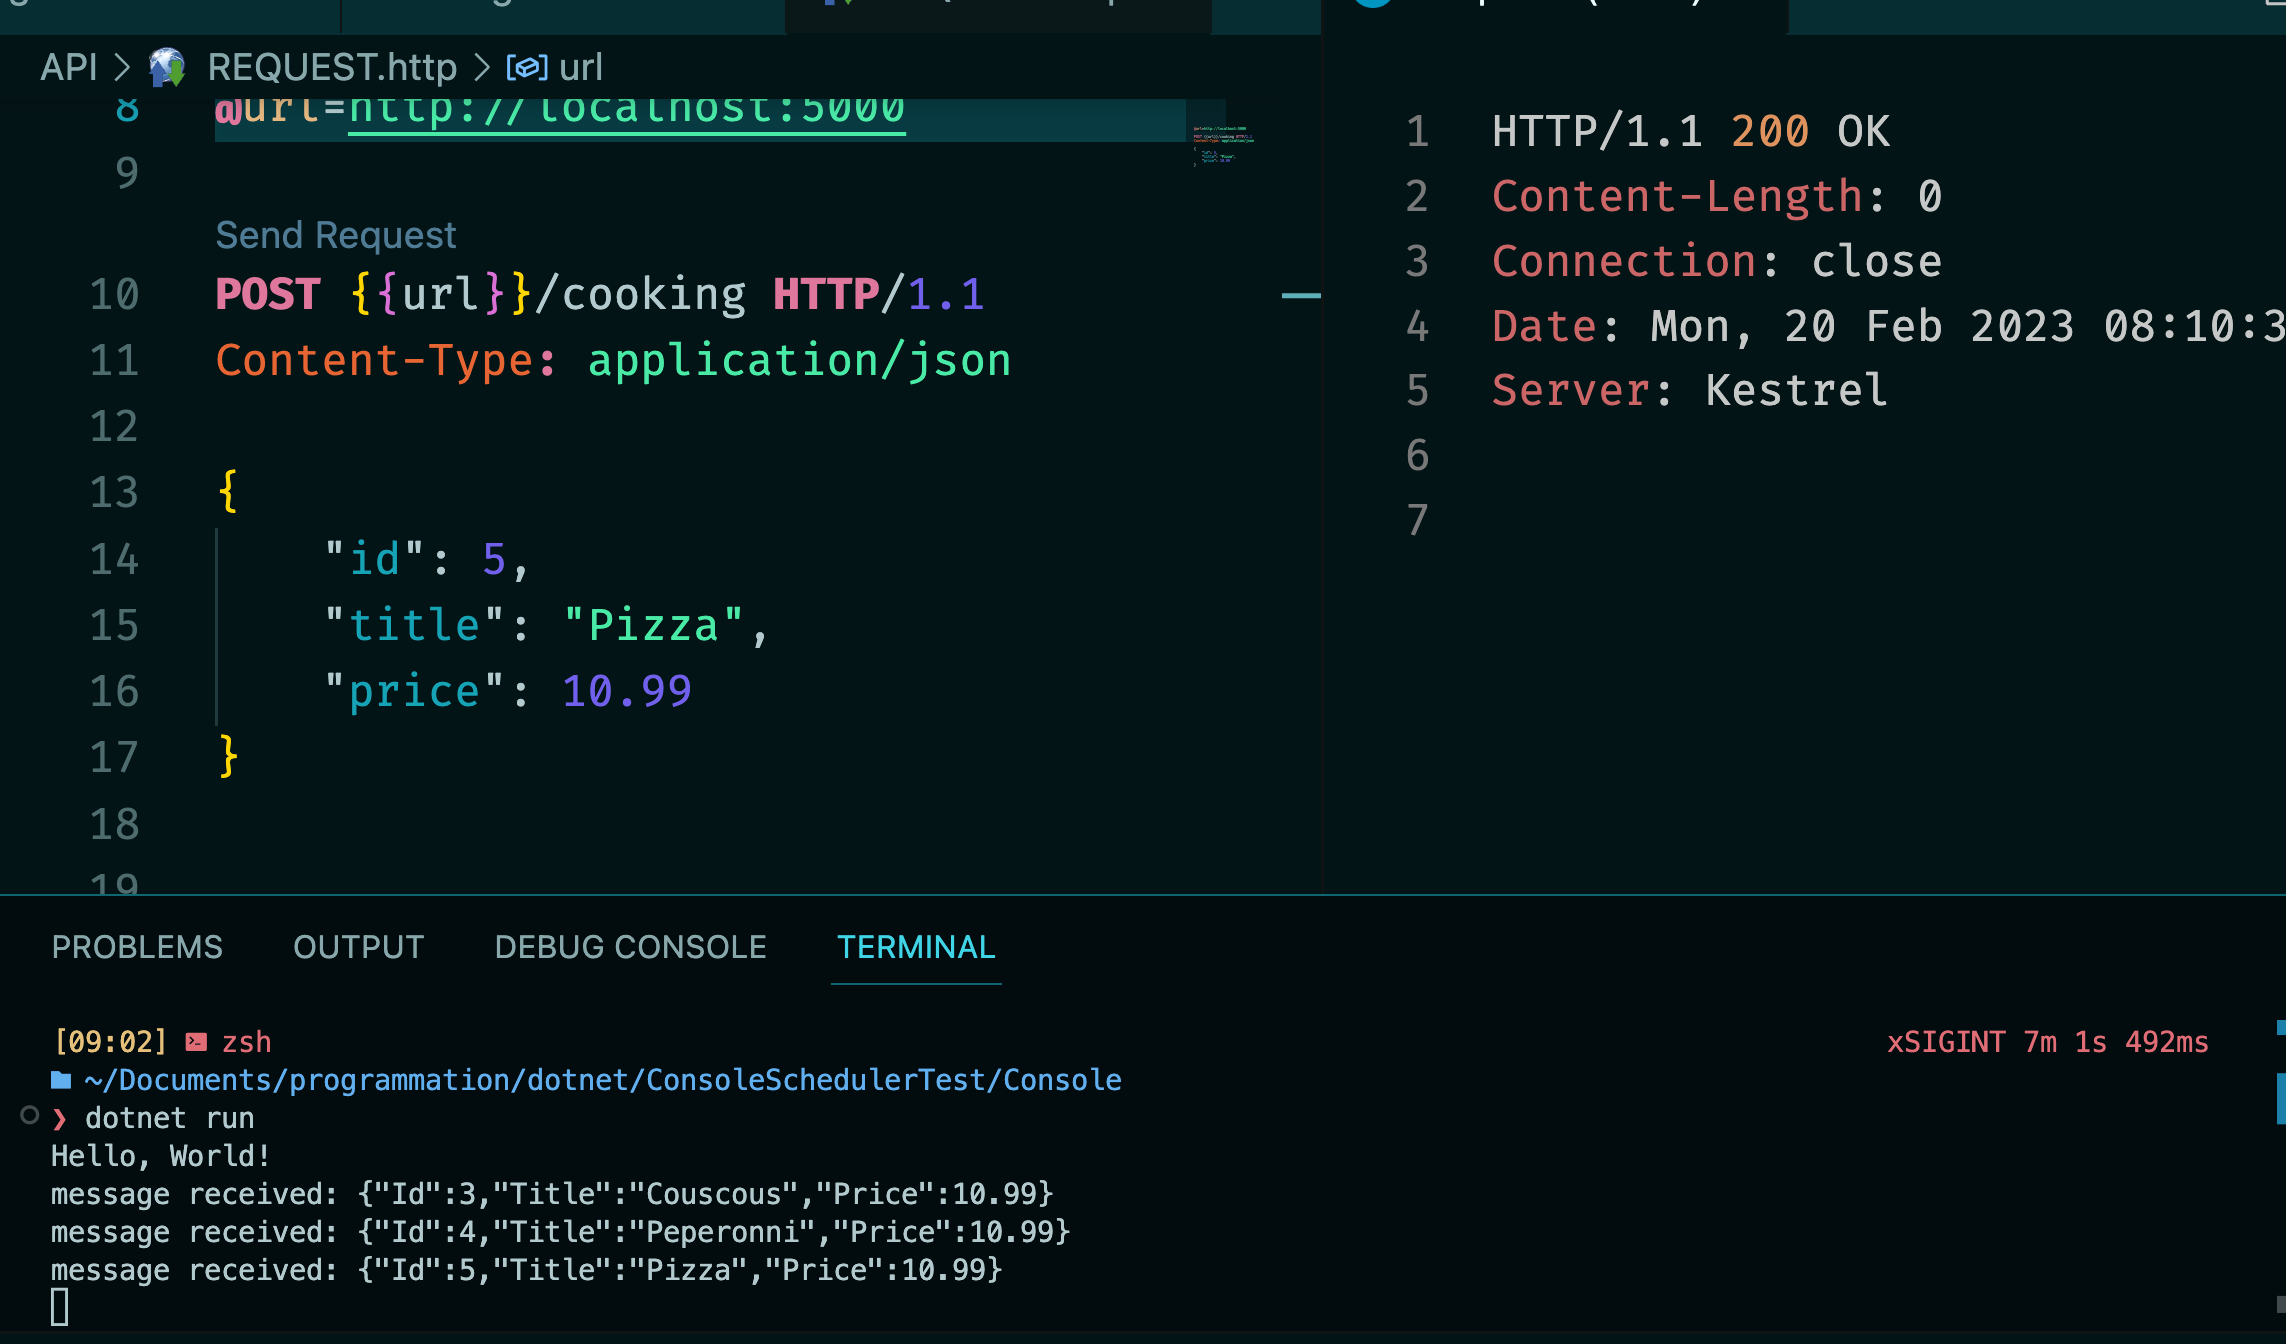 API > REQUEST.http > url
8 @url=http://localhost:5000
9
Send Request
10 POST {{url}}/cooking HTTP/1.1
11 Content-Type: application/json
12
13 {
14 "id": 5,
15 "title": "Pizza",
16 "price": 10.99
17 }
18
19
1 HTTP/1.1 200 OK
2 Content-Length: 0
3 Connection: close
4 Date: Mon, 20 Feb 2023 08:10:3
5 Server: Kestrel
6
7
PROBLEMS OUTPUT DEBUG CONSOLE TERMINAL
[09:02] zsh xSIGINT 7m 1s 492ms
~/Documents/programmation/dotnet/ConsoleSchedulerTest/Console
❯ dotnet run
Hello, World!
message received: {"Id":3,"Title":"Couscous","Price":10.99}
message received: {"Id":4,"Title":"Peperonni","Price":10.99}
message received: {"Id":5,"Title":"Pizza","Price":10.99}